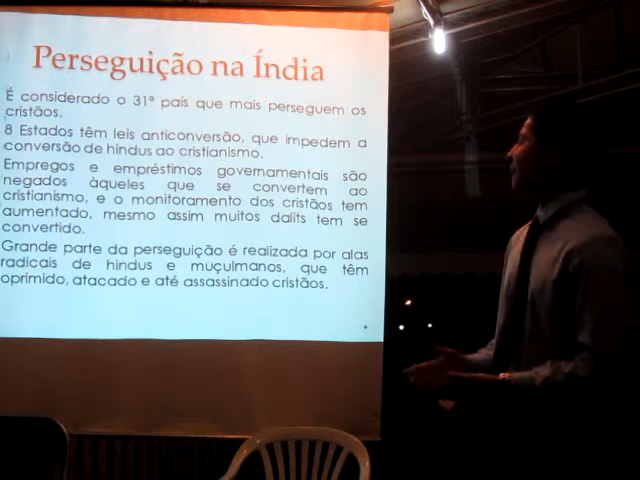 Perseguição na Índia
É considerado o 31º país que mais perseguem os
cristãos.
8 Estados têm leis anticonversão, que impedem a
conversão de hindus ao cristianismo.
Empregos e empréstimos governamentais são
negados àqueles que se convertem ao
cristianismo, e o monitoramento dos cristãos tem
aumentado, mesmo assim muitos dalits tem se
convertido.
Grande parte da perseguição é realizada por alas
radicais de hindus e muçulmanos, que têm
oprimido, atacado e até assassinado cristãos.